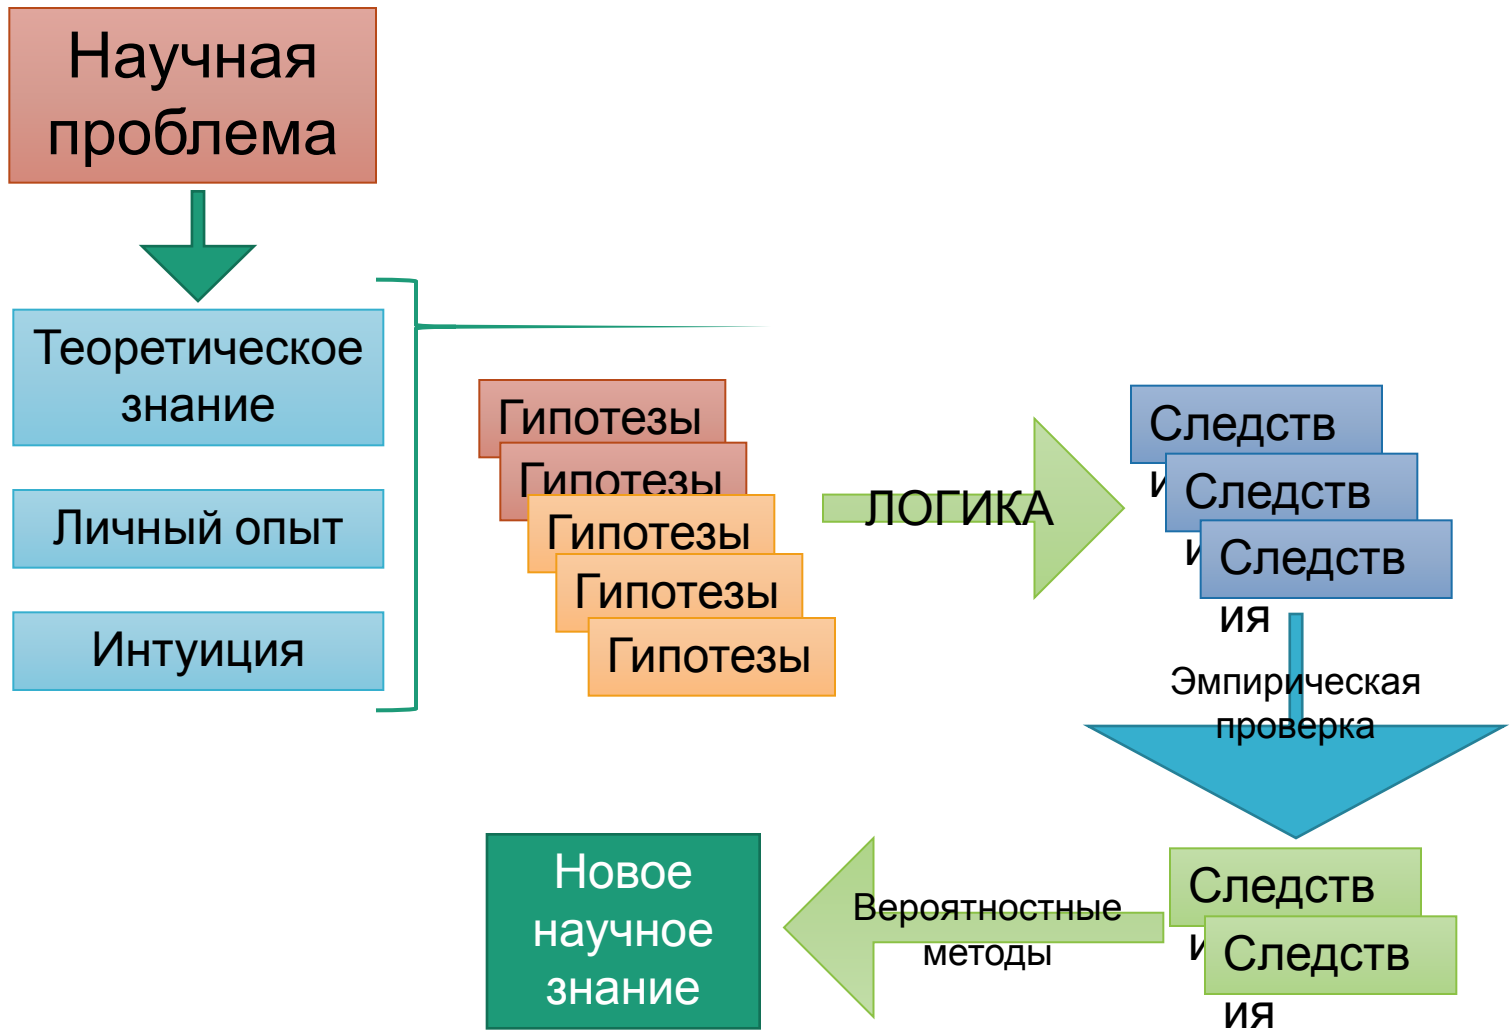 Научная
проблема
Теоретическое
знание
Личный опыт
Интуиция
Гипотезы
Гипотезы
Гипотезы
Гипотезы
Гипотезы
ЛОГИКА
Следств
и
Следств
и
Следств
ия
Эмпирическая
проверка
Следств
и
Следств
ия
Вероятностные
методы
Новое
научное
знание